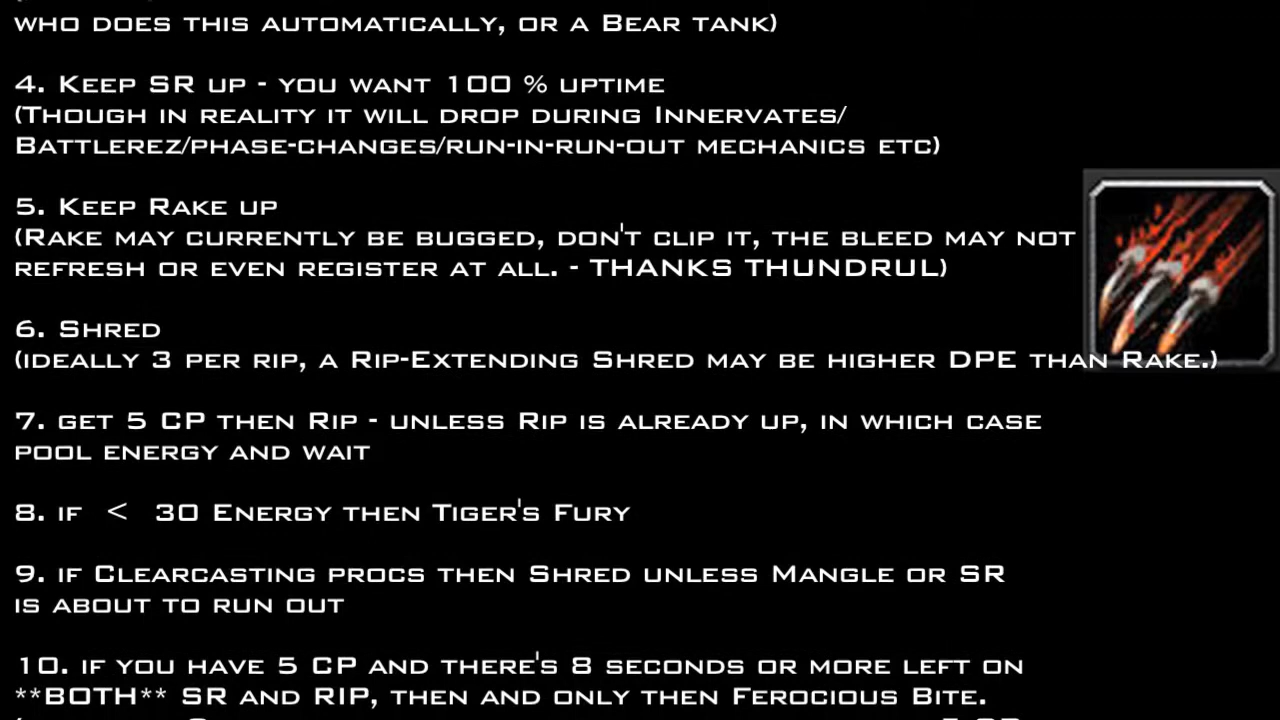 who does this automatically, or a Bear tank)
4. Keep SR up - you want 100 % uptime
(Though in reality it will drop during Innervates/
Battlerez/phase-changes/run-in-run-out mechanics etc)
5. Keep Rake up
(Rake may currently be bugged, don't clip it, the bleed may not
refresh or even register at all. - THANKS THUNDRUL)
6. Shred
(ideally 3 per rip, a Rip-Extending Shred may be higher DPE than Rake.)
7. get 5 CP then Rip - unless Rip is already up, in which case
pool energy and wait
8. if < 30 Energy then Tiger's Fury
9. if Clearcasting procs then Shred unless Mangle or SR
is about to run out
10. if you have 5 CP and there's 8 seconds or more left on
**BOTH** SR and RIP, then and only then Ferocious Bite.